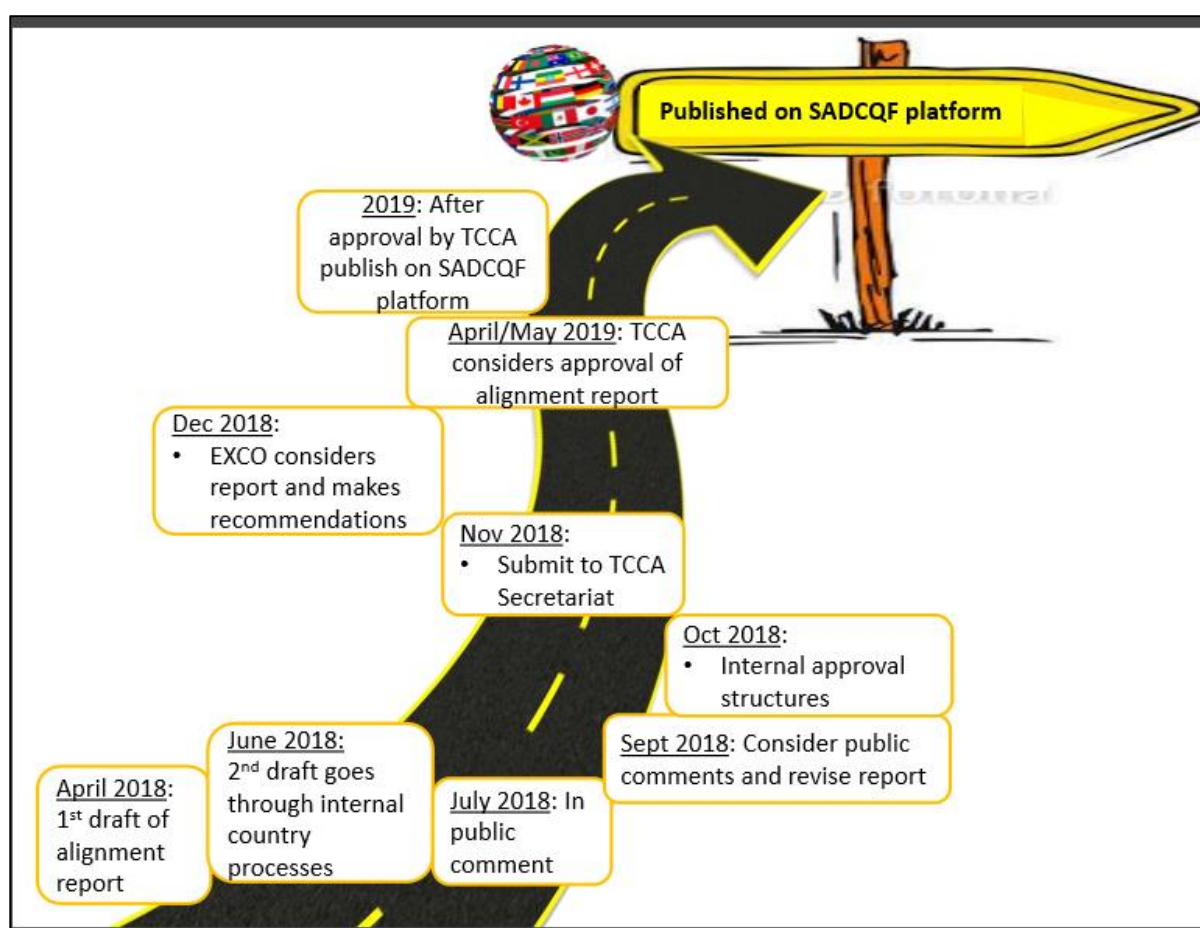 Published on SADCQF platform
2019: After
approval by TCCA
publish on SADCQF
platform
April/May 2019: TCCA
considers approval of
alignment report
Dec 2018:
• EXCO considers
report and makes
recommendations
Nov 2018:
• Submit to TCCA
Secretariat
Oct 2018:
• Internal approval
structures
Sept 2018: Consider public
comments and revise report
July 2018: In
public
comment
June 2018:
2nd draft goes
through internal
country
processes
April 2018:
1st draft of
alignment
report